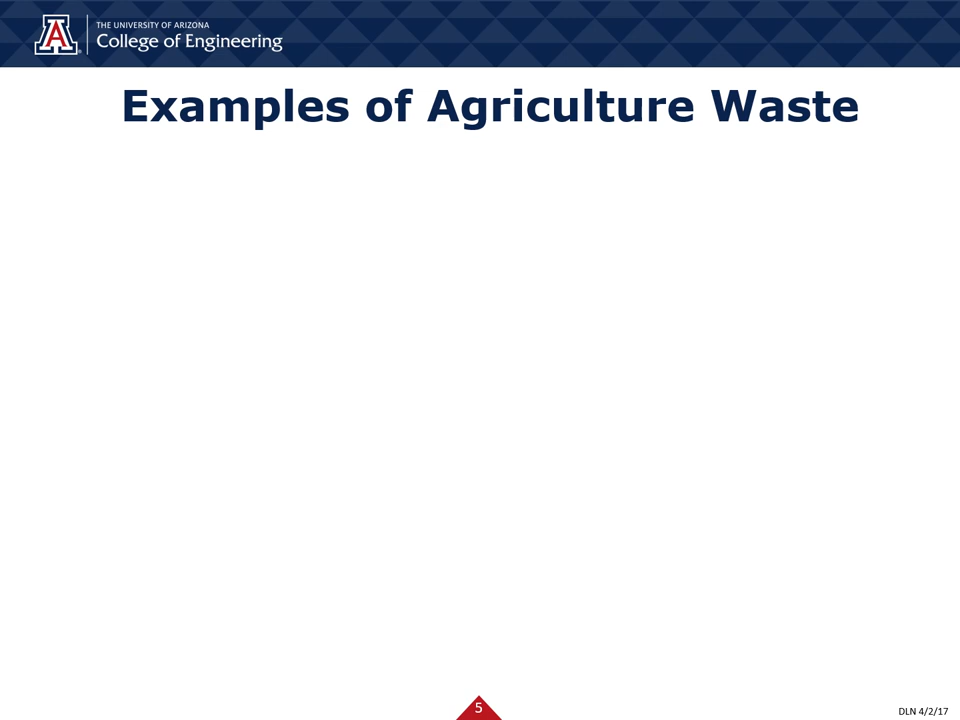 THE UNIVERSITY OF ARIZONA
College of Engineering
Examples of Agriculture Waste
5
DLN 4/2/17